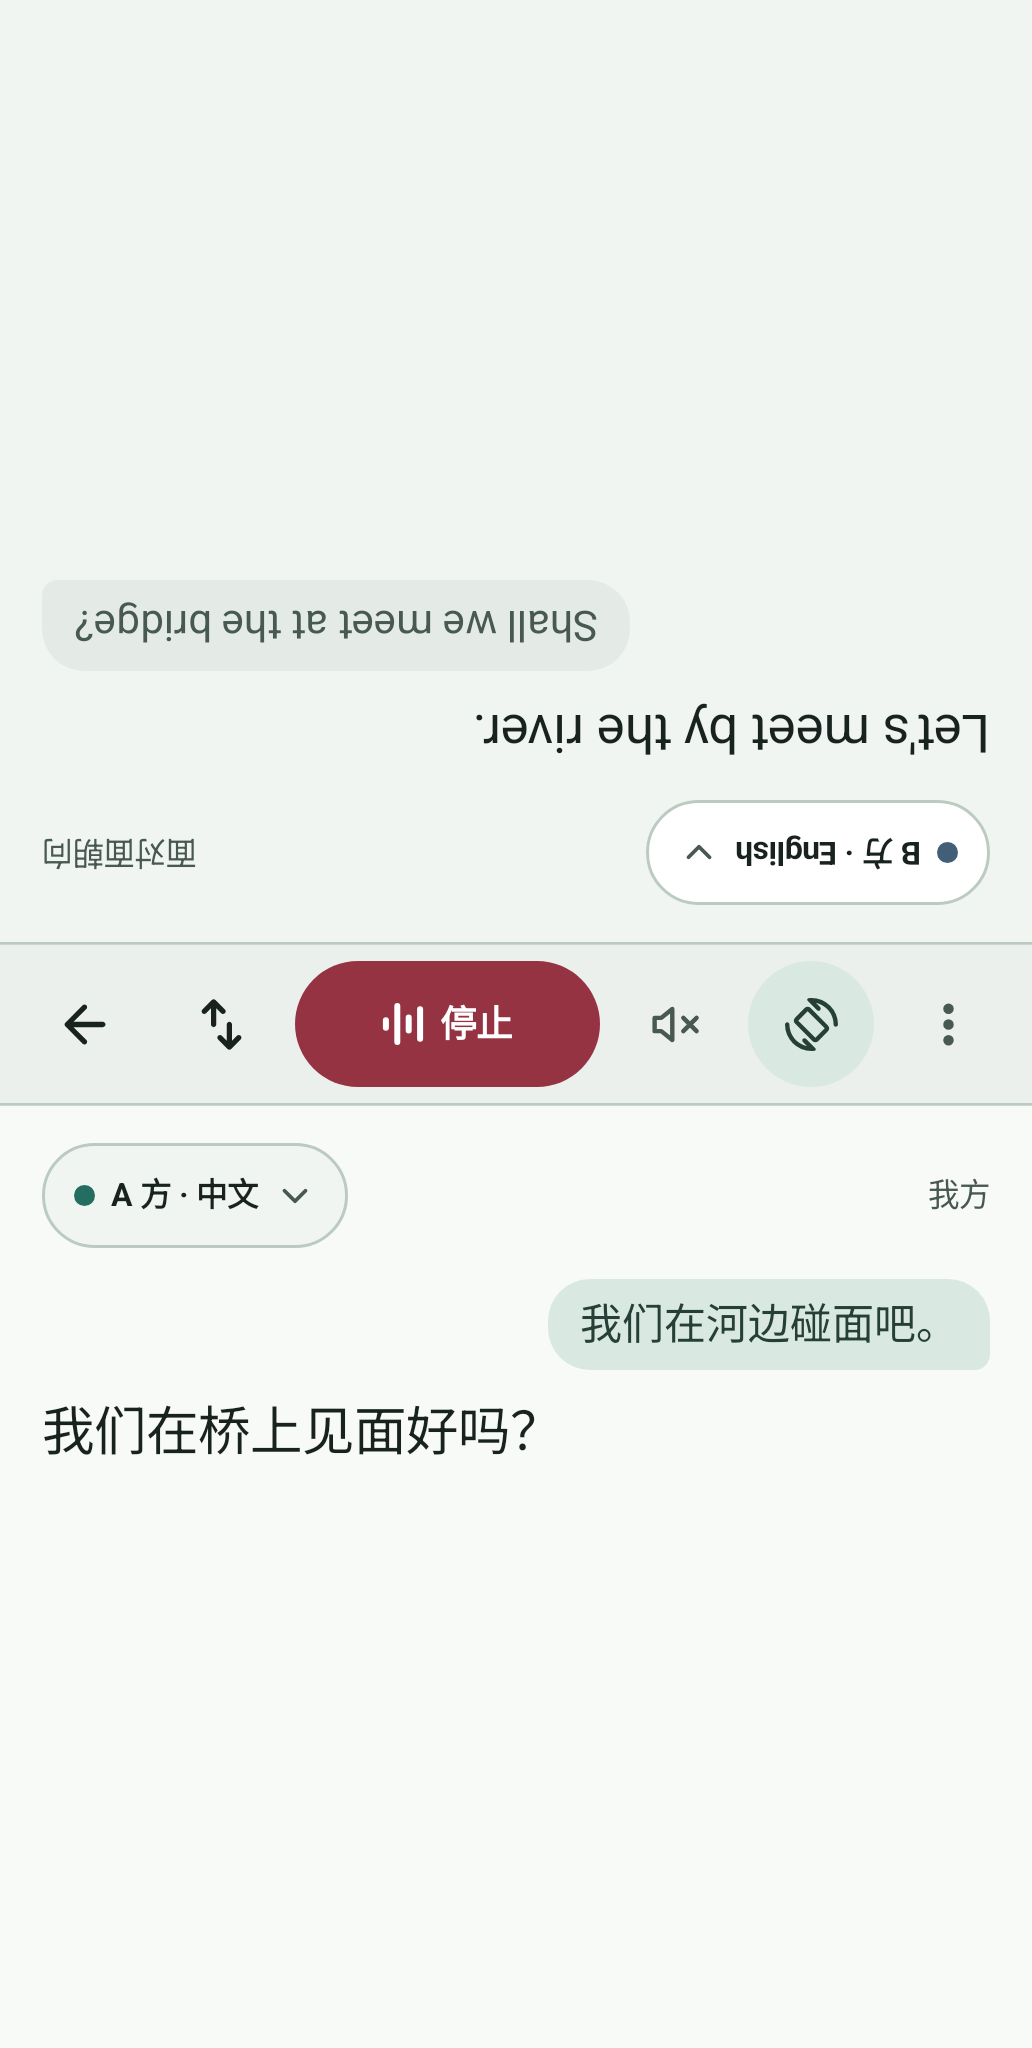 B 方 · English
面对面朝向
Let's meet by the river.
Shall we meet at the bridge?
停止
A 方 · 中文
我方
我们在河边碰面吧。
我们在桥上见面好吗?